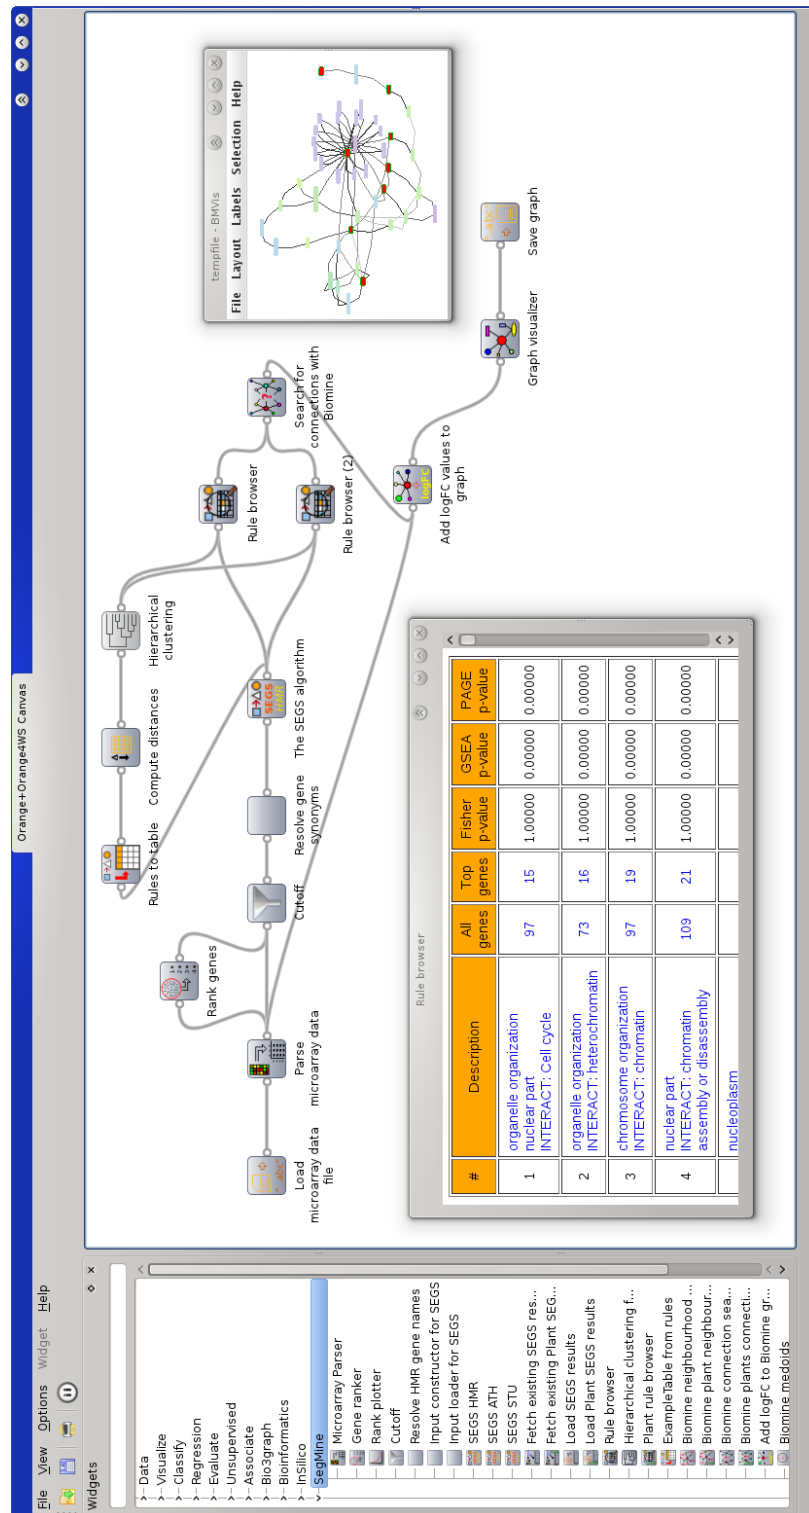 Orange+Orange4WS Canvas
File View Options Widget Help
Widgets
Data
Visualize
Classify
Regression
Evaluate
Unsupervised
Associate
Bio3graph
Bioinformatics
InSilico
SegMine
Microarray Parser
Gene ranker
Rank plotter
Cutoff
Resolve HMR gene names
Input constructor for SEGS
Input loader for SEGS
SEGS HMR
SEGS ATH
SEGS STU
Fetch existing SEGS res...
Fetch existing Plant SEG...
Load SEGS results
Load Plant SEGS results
Rule browser
Hierarchical clustering f...
Plant rule browser
ExampleTable from rules
Biomine neighbourhood ...
Biomine plant neighbour...
Biomine connection sea...
Biomine plants connecti...
Add logFC to Biomine gr...
Biomine medoids
Rules to table
Compute distances
Hierarchical
clustering
Rank genes
Rule browser
Rule browser (2)
Search for
connections with
Biomine
Load
microarray data
file
Parse
microarray data
Cutoff
Resolve gene
synonyms
The SEGS algorithm
Add logFC values to
graph
Graph visualizer
Save graph
tempfile - BMVis
File Layout Labels Selection Help
Rule browser
# Description All genes Top genes Fisher p-value GSEA p-value PAGE p-value
1 organelle organization 97 15 1.00000 0.00000 0.00000
nuclear part
INTERACT: Cell cycle
2 organelle organization 73 16 1.00000 0.00000 0.00000
INTERACT: heterochromatin
3 chromosome organization 97 19 1.00000 0.00000 0.00000
INTERACT: chromatin
4 nuclear part 109 21 1.00000 0.00000 0.00000
INTERACT: chromatin
assembly or disassembly
nucleoplasm